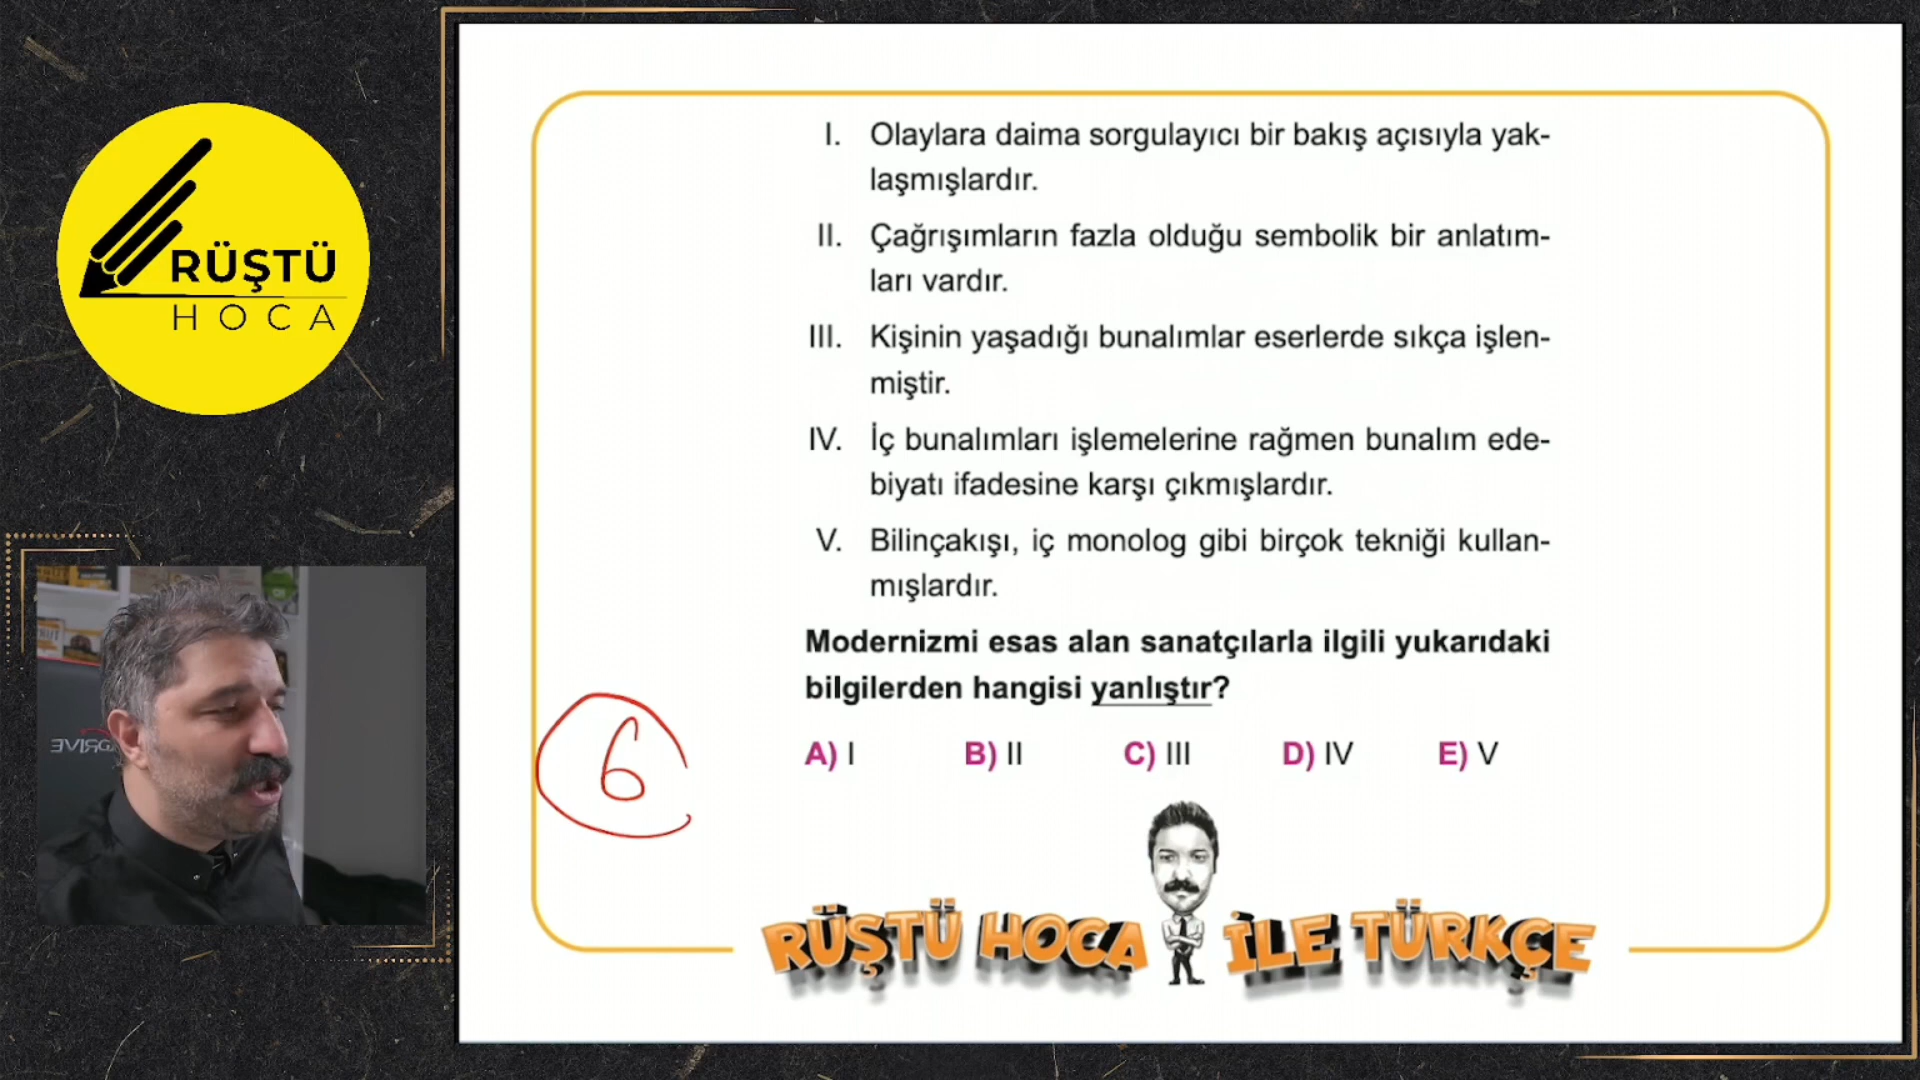 RÜŞTÜ
HOCA
I. Olaylara daima sorgulayıcı bir bakış açısıyla yak-
laşmışlardır.
II. Çağrışımların fazla olduğu sembolik bir anlatım-
ları vardır.
III. Kişinin yaşadığı bunalımlar eserlerde sıkça işlen-
miştir.
IV. İç bunalımları işlemelerine rağmen bunalım ede-
biyatı ifadesine karşı çıkmışlardır.
V. Bilinçakışı, iç monolog gibi birçok tekniği kullan-
mışlardır.
Modernizmi esas alan sanatçılarla ilgili yukarıdaki
bilgilerden hangisi yanlıştır?
A) I B) II C) III D) IV E) V
6
RÜŞTÜ HOCA İLE TÜRKÇE